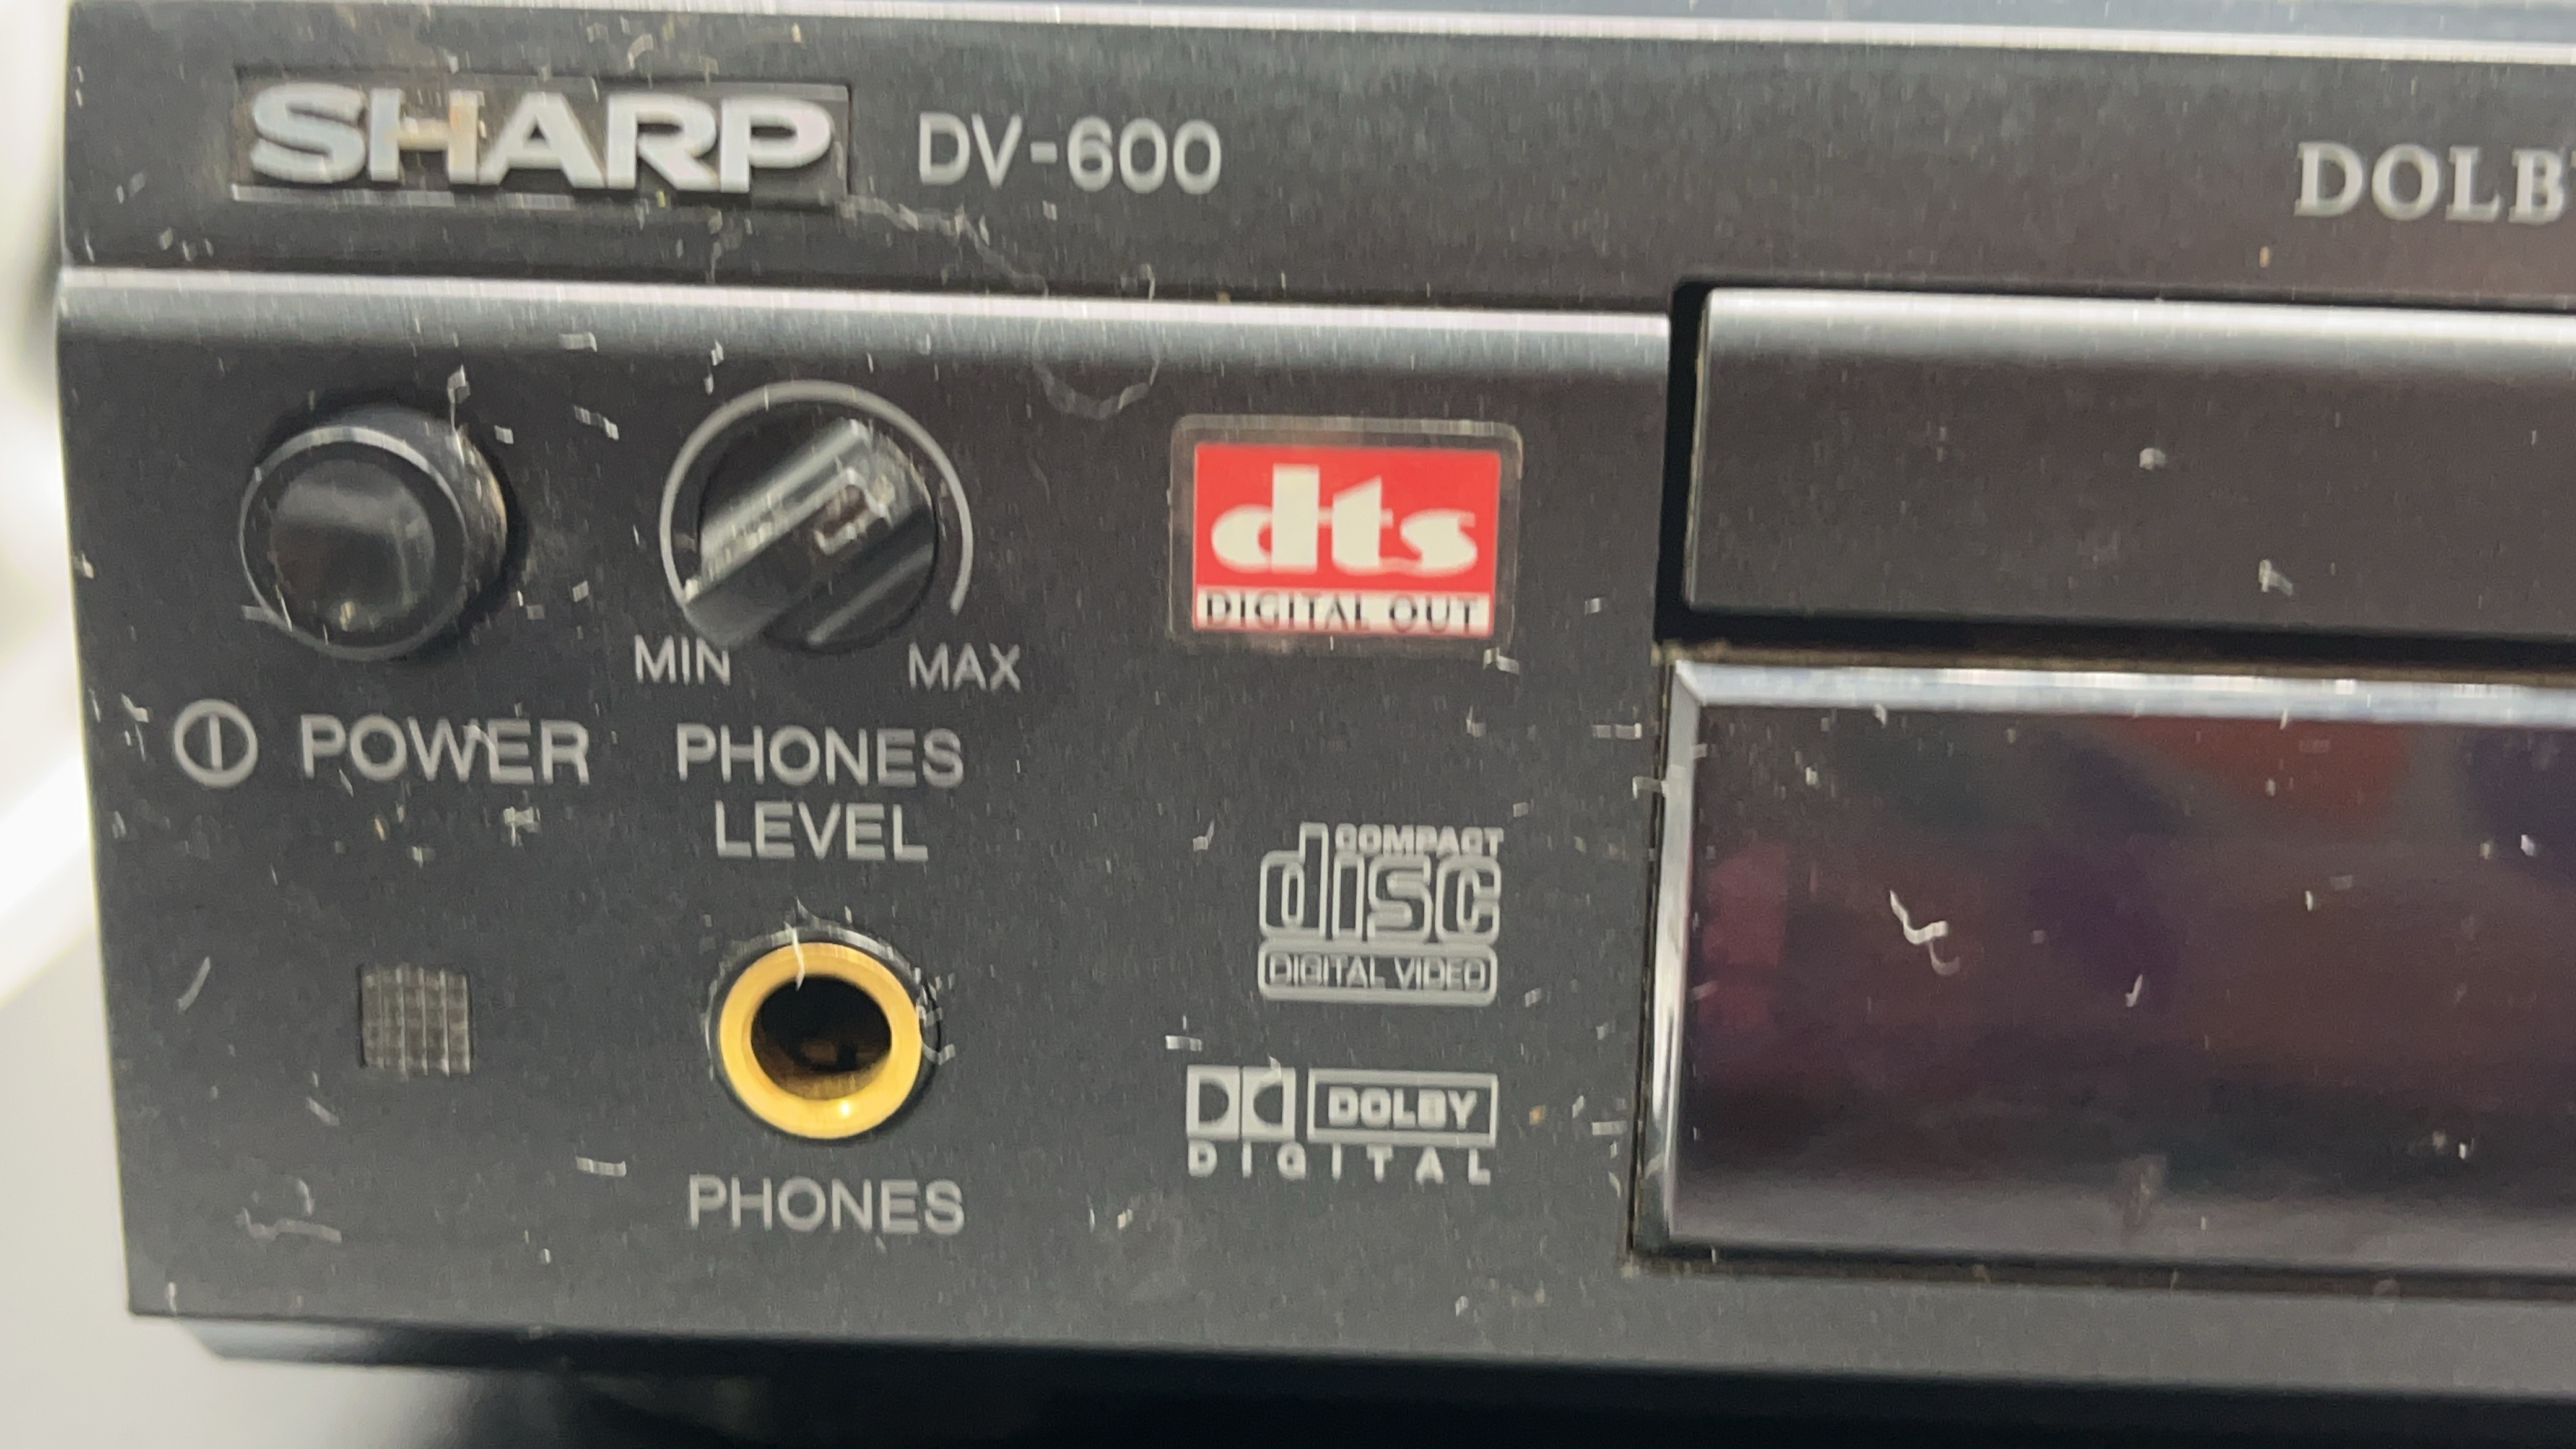 SHARP DV-600
DOLB
dts
DIGITAL OUT
MIN MAX
POWER
PHONES
LEVEL
COMPACT
disc
DIGITAL VIDEO
DOLBY
DIGITAL
PHONES